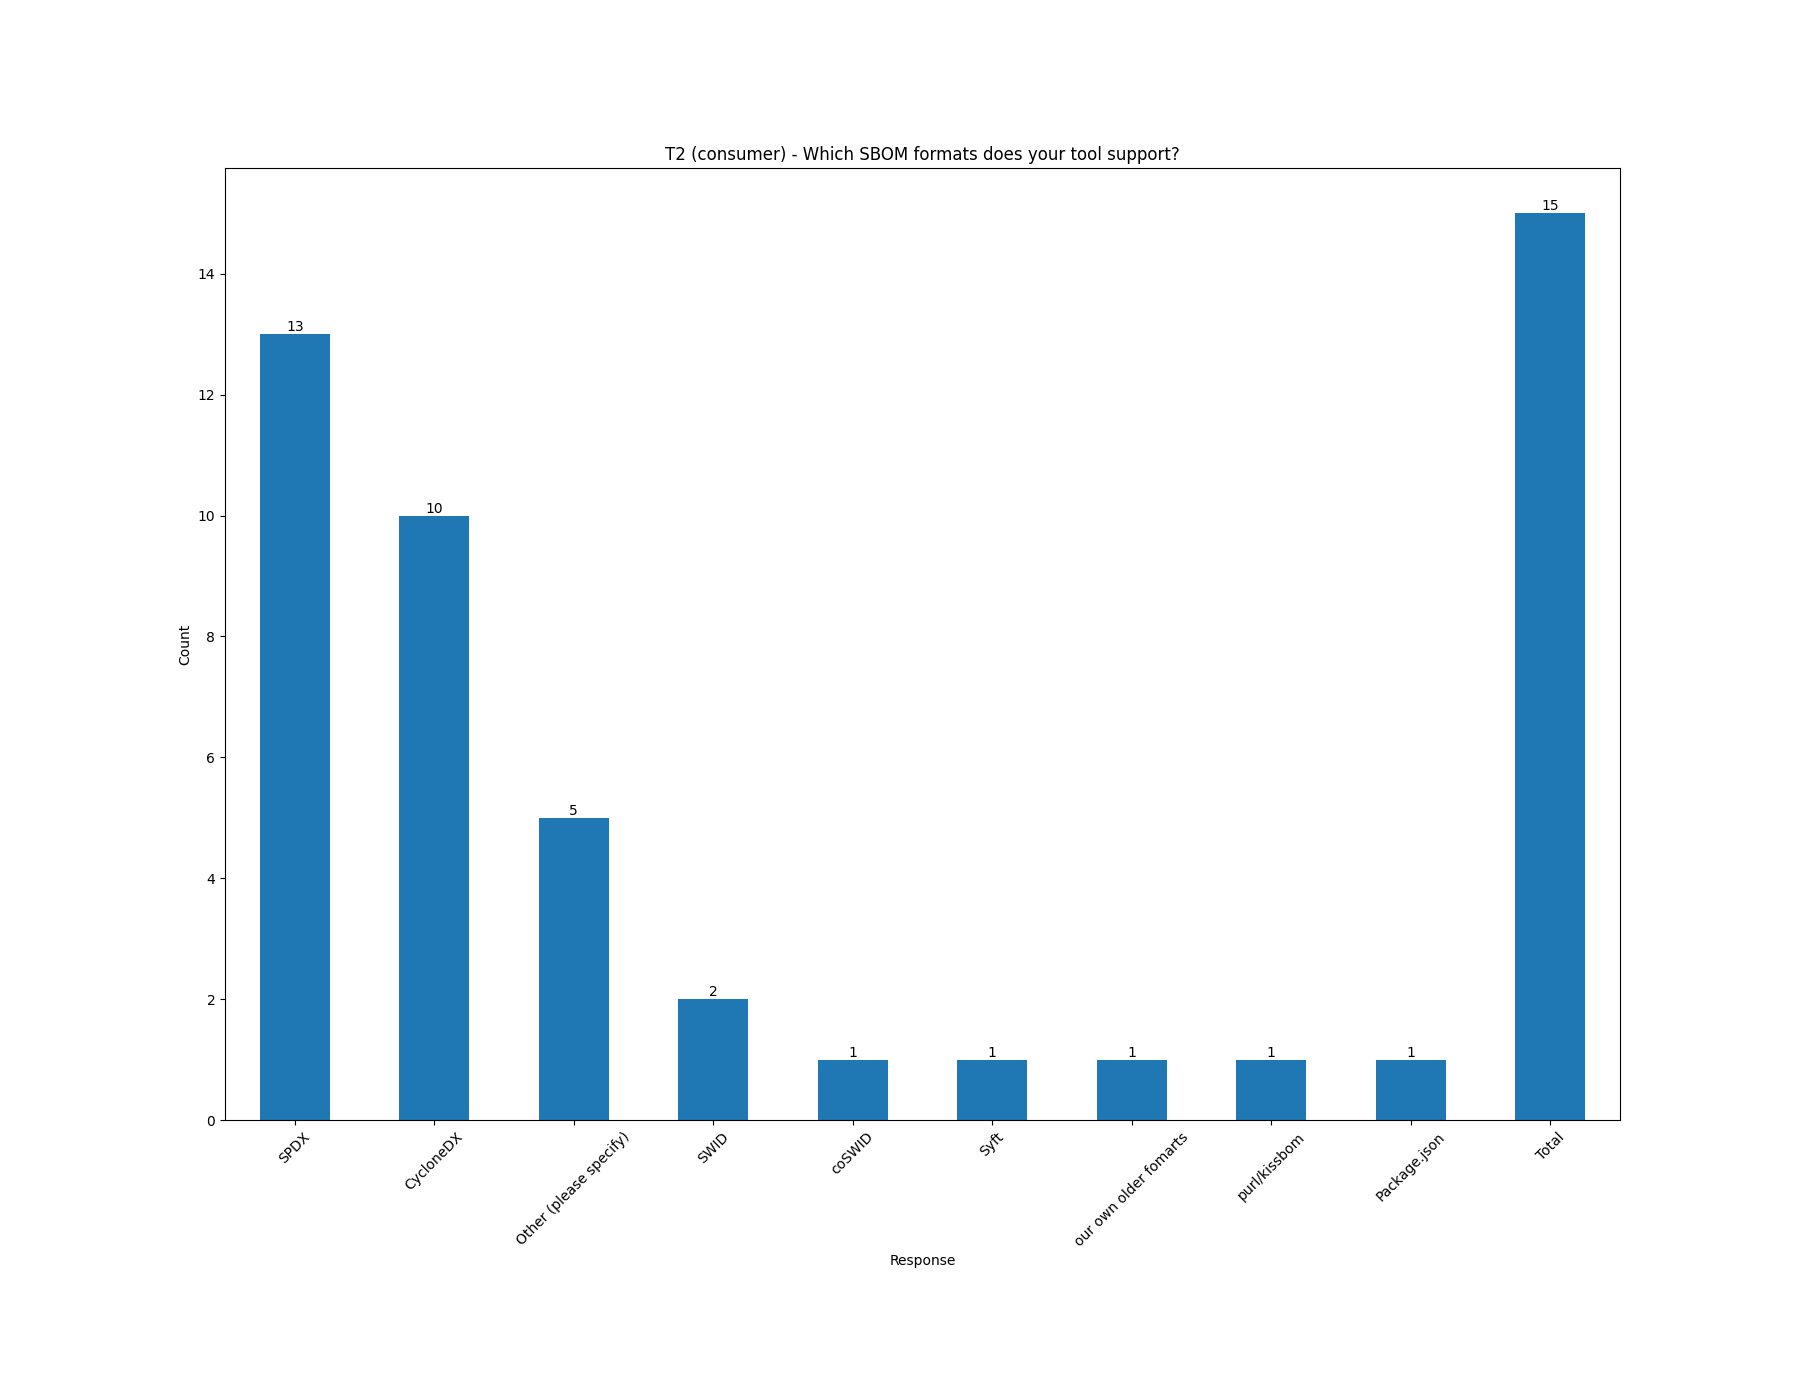 T2 (consumer) - Which SBOM formats does your tool support?
Count
14
12
10
8
6
4
2
0
13
10
5
2
1
1
1
1
1
15
SPDX
CycloneDX
Other (please specify)
SWID
coSWID
Syft
our own older fomarts
purl/kissbom
Package.json
Total
Response